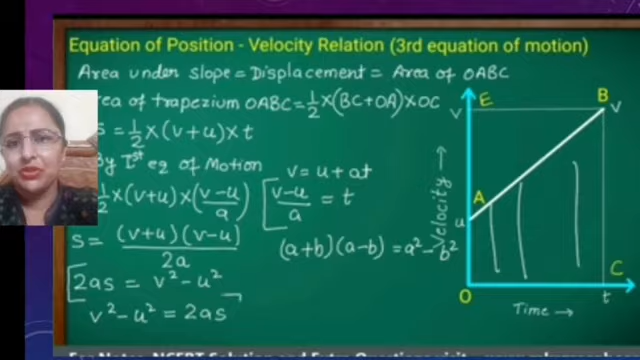 Equation of Position - Velocity Relation (3rd equation of motion)
Area under slope = Displacement = Area of OABC
rea of trapezium OABC = 1/2 × (BC + OA) × OC
S = 1/2 × (v+u) × t
By Ist eq of Motion v = u + at
1/2 × (v+u) × (v-u/a) [v-u/a = t
S = (v+u)(v-u)/2a (a+b)(a-b) = a² - b²
[2as = v² - u²
v² - u² = 2as
E
B
v
v
A
u
Velocity →
O
C
t
Time →